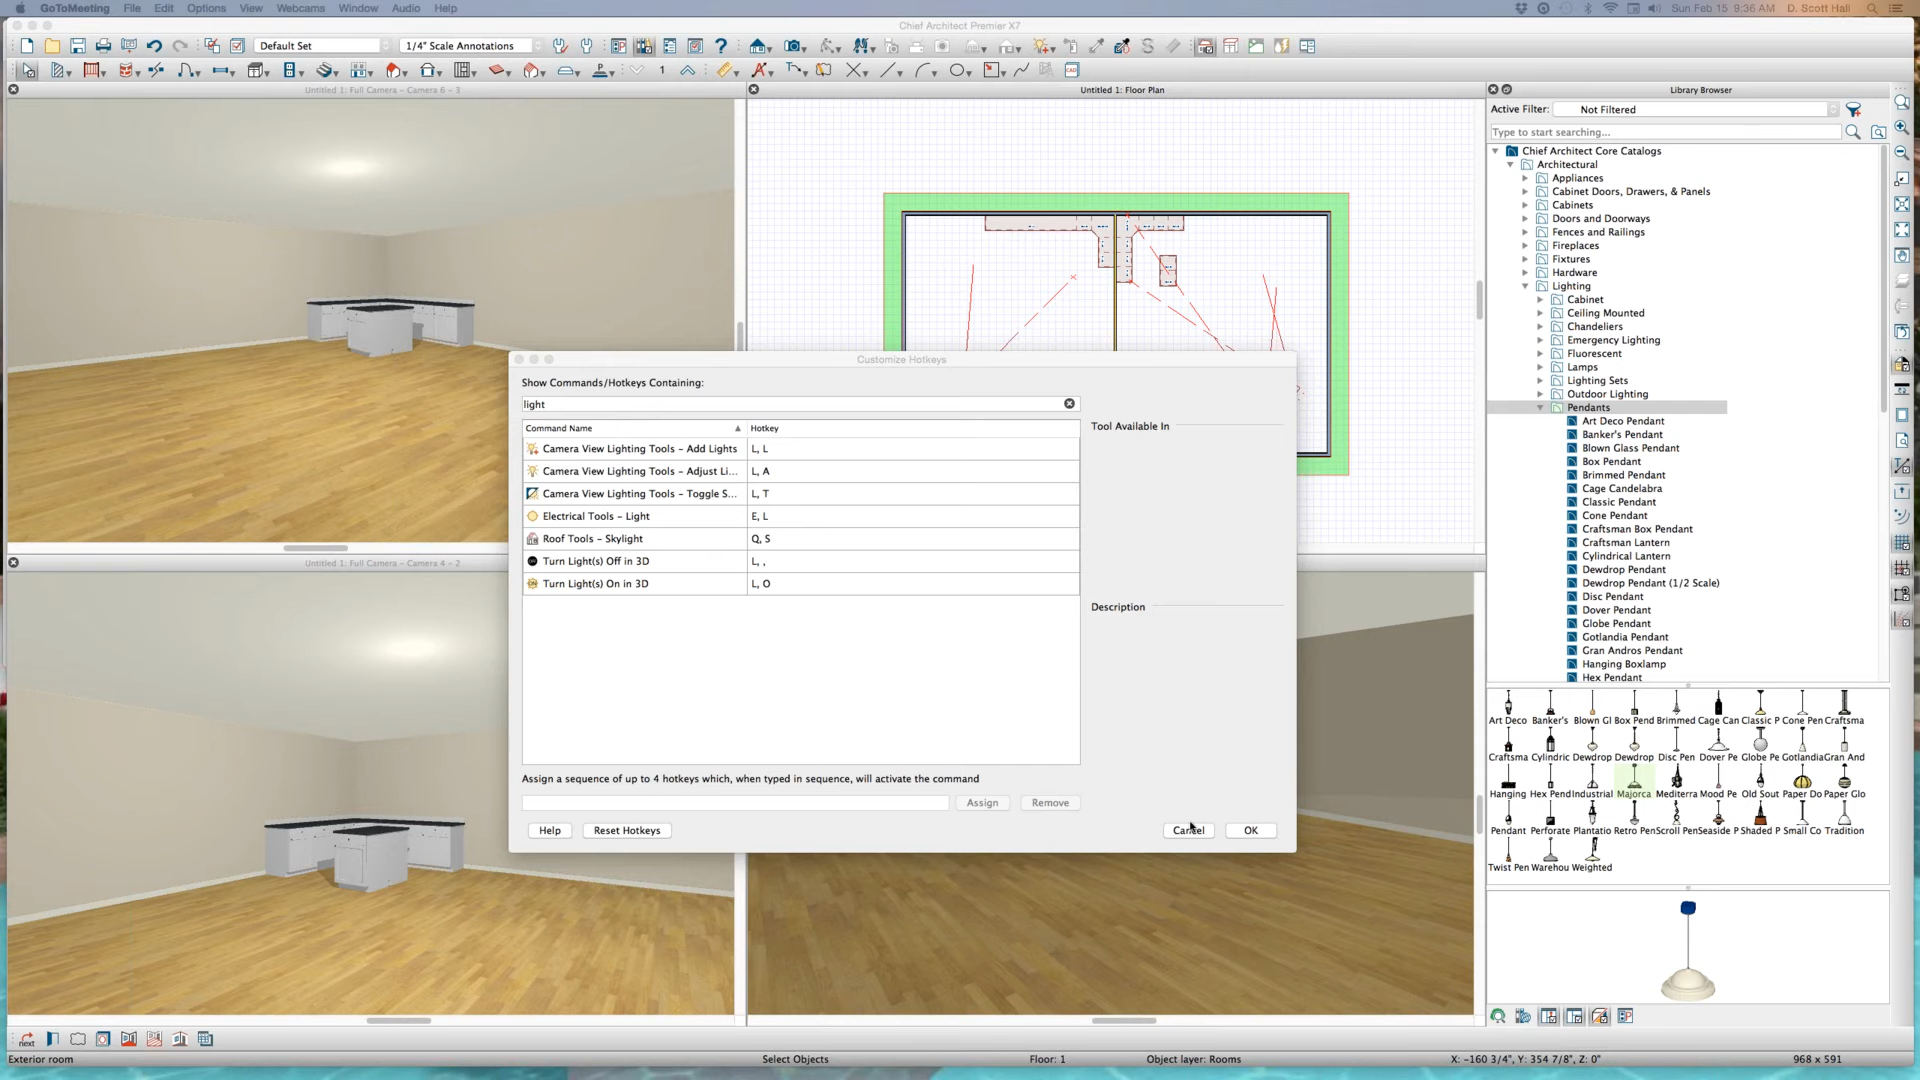 GoToMeeting File Edit Options View Webcams Window Audio Help
Sun Feb 15 9:36 AM D. Scott Hall
Chief Architect Premier X7
Default Set
1/4" Scale Annotations
1
Untitled 1: Full Camera - Camera 6 - 3
Untitled 1: Floor Plan
Library Browser
Active Filter: Not Filtered
Type to start searching...
Chief Architect Core Catalogs
Architectural
Appliances
Cabinet Doors, Drawers, & Panels
Cabinets
Doors and Doorways
Fences and Railings
Fireplaces
Fixtures
Hardware
Lighting
Cabinet
Ceiling Mounted
Chandeliers
Emergency Lighting
Fluorescent
Lamps
Lighting Sets
Outdoor Lighting
Pendants
Art Deco Pendant
Banker's Pendant
Blown Glass Pendant
Box Pendant
Brimmed Pendant
Cage Candelabra
Classic Pendant
Cone Pendant
Craftsman Box Pendant
Craftsman Lantern
Cylindrical Lantern
Dewdrop Pendant
Dewdrop Pendant (1/2 Scale)
Disc Pendant
Dover Pendant
Globe Pendant
Gotlandia Pendant
Gran Andros Pendant
Hanging Boxlamp
Hex Pendant
Art Deco Banker's Blown Gl Box Pend Brimmed Cage Can Classic P Cone Pen Craftsma
Craftsma Cylindric Dewdrop Dewdrop Disc Pen Dover Pe Globe Pe Gotlandia Gran And
Hanging Hex Pend Industrial Majorca Mediterra Mood Pe Old Sout Paper Do Paper Glo
Pendant Perforate Plantatio Retro Pen Scroll Pen Seaside P Shaded P Small Co Tradition
Twist Pen Warehou Weighted
Customize Hotkeys
Show Commands/Hotkeys Containing:
light
Command Name Hotkey
Camera View Lighting Tools - Add Lights L, L
Camera View Lighting Tools - Adjust Li... L, A
Camera View Lighting Tools - Toggle S... L, T
Electrical Tools - Light E, L
Roof Tools - Skylight Q, S
Turn Light(s) Off in 3D L, ,
Turn Light(s) On in 3D L, O
Tool Available In
Description
Assign a sequence of up to 4 hotkeys which, when typed in sequence, will activate the command
Assign Remove
Help Reset Hotkeys Cancel OK
Untitled 1: Full Camera - Camera 4 - 2
next
Exterior room Select Objects Floor: 1 Object layer: Rooms X: -160 3/4", Y: 354 7/8", Z: 0" 968 x 591